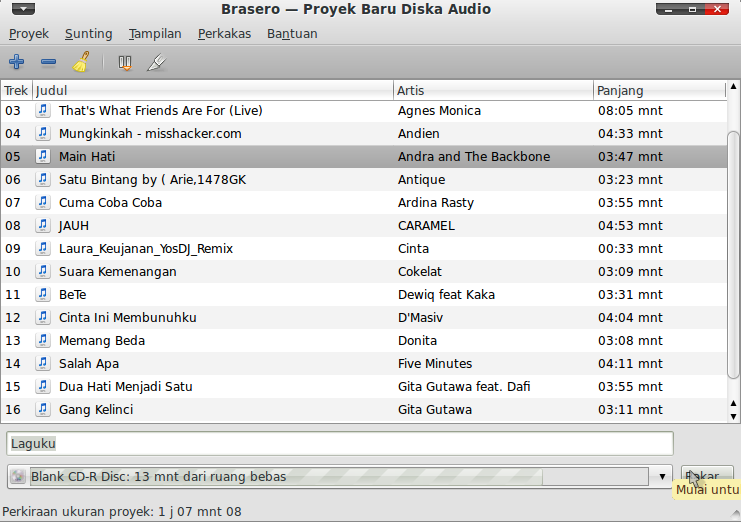 Brasero — Proyek Baru Diska Audio
Proyek Sunting Tampilan Perkakas Bantuan
Trek Judul Artis Panjang
03 That's What Friends Are For (Live) Agnes Monica 08:05 mnt
04 Mungkinkah - misshacker.com Andien 04:33 mnt
05 Main Hati Andra and The Backbone 03:47 mnt
06 Satu Bintang by ( Arie,1478GK Antique 03:23 mnt
07 Cuma Coba Coba Ardina Rasty 03:55 mnt
08 JAUH CARAMEL 04:53 mnt
09 Laura_Keujanan_YosDJ_Remix Cinta 00:33 mnt
10 Suara Kemenangan Cokelat 03:09 mnt
11 BeTe Dewiq feat Kaka 03:31 mnt
12 Cinta Ini Membunuhku D'Masiv 04:04 mnt
13 Memang Beda Donita 03:08 mnt
14 Salah Apa Five Minutes 04:11 mnt
15 Dua Hati Menjadi Satu Gita Gutawa feat. Dafi 03:55 mnt
16 Gang Kelinci Gita Gutawa 03:11 mnt
Laguku
Blank CD-R Disc: 13 mnt dari ruang bebas
Mulai untu
Perkiraan ukuran proyek: 1 j 07 mnt 08